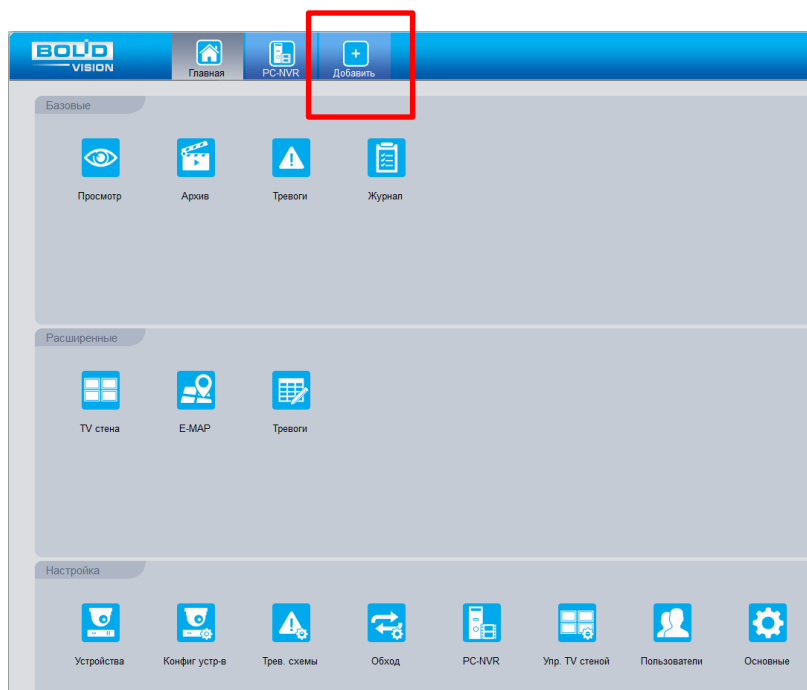 BOLID
VISION
Главная
PC-NVR
Добавить
Базовые
Просмотр
Архив
Тревоги
Журнал
Расширенные
TV стена
E-MAP
Тревоги
Настройка
Устройства
Конфиг устр-в
Трев. схемы
Обход
PC-NVR
Упр. TV стеной
Пользователи
Основные